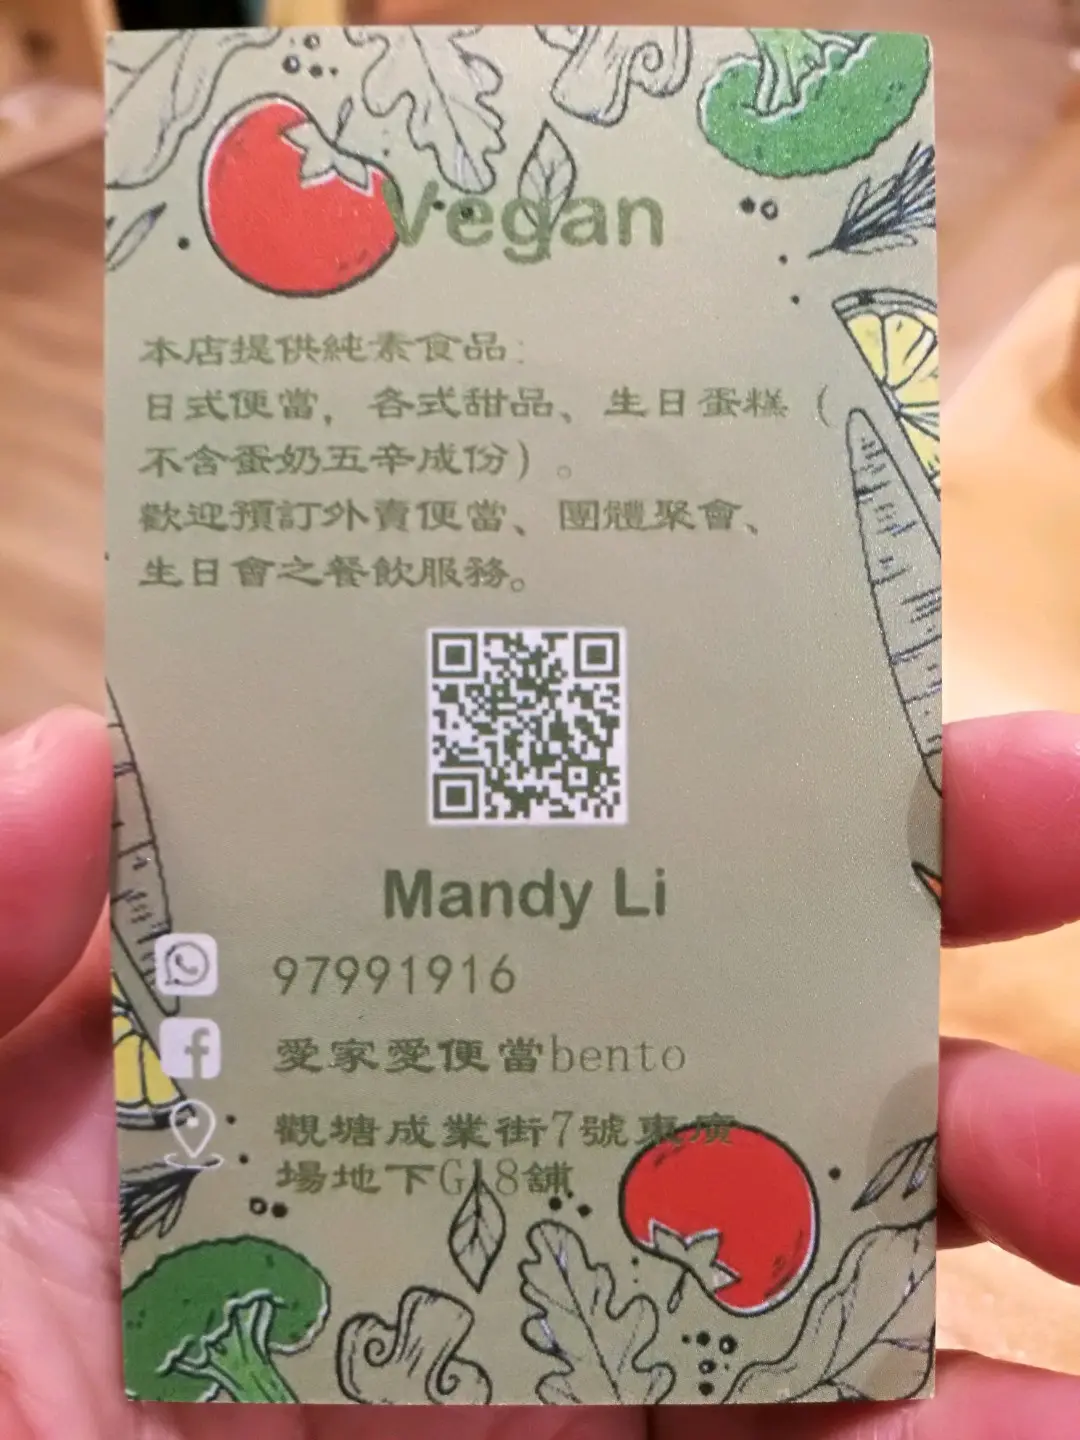 Vegan
本店提供純素食品：
日式便當，各式甜品、生日蛋糕（
不含蛋奶五辛成份）。
歡迎預訂外賣便當、團體聚會、
生日會之餐飲服務。
Mandy Li
97991916
愛家愛便當bento
觀塘成業街7號東廣
場地下G18舖